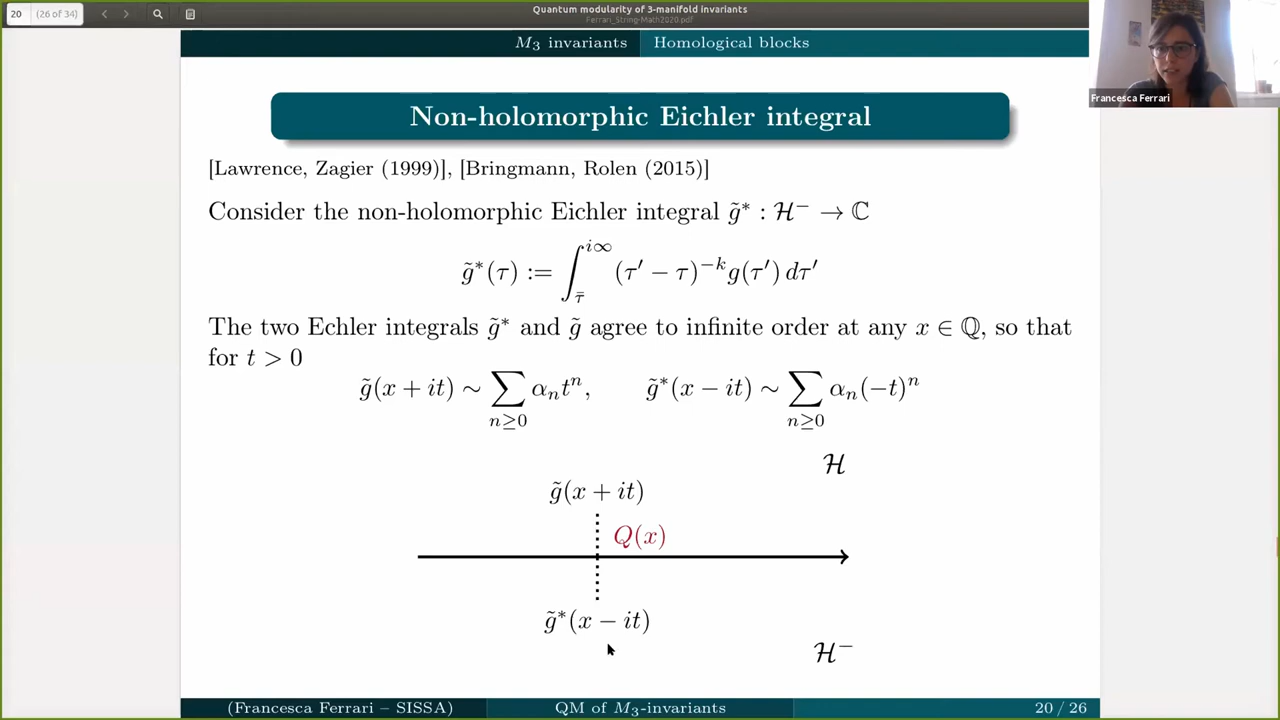 20 (26 of 34)
Quantum modularity of 3-manifold invariants
Ferrari_String-Math2020.pdf
M₃ invariants Homological blocks
Francesca Ferrari
Non-holomorphic Eichler integral
[Lawrence, Zagier (1999)], [Bringmann, Rolen (2015)]
Consider the non-holomorphic Eichler integral g̃* : ℋ⁻ → ℂ
g̃*(τ) := ∫_{τ̄}^{i∞} (τ′ − τ)^{−k} g(τ′) dτ′
The two Echler integrals g̃* and g̃ agree to infinite order at any x ∈ ℚ, so that
for t > 0
g̃(x + it) ∼ ∑_{n≥0} αₙtⁿ, g̃*(x − it) ∼ ∑_{n≥0} αₙ(−t)ⁿ
ℋ
g̃(x + it)
Q(x)
g̃*(x − it)
ℋ⁻
(Francesca Ferrari – SISSA) QM of M₃-invariants 20 / 26